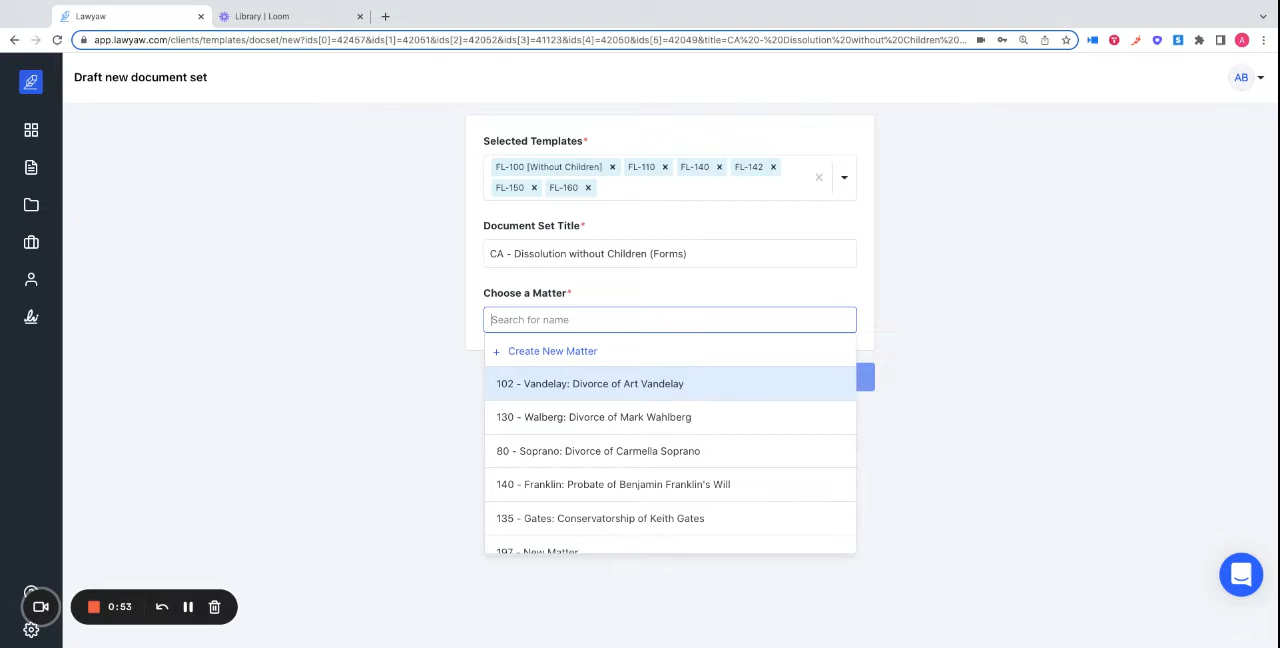 Lawyaw
Library | Loom
app.lawyaw.com/clients/templates/docset/new?ids[0]=42457&ids[1]=42051&ids[2]=42052&ids[3]=41123&ids[4]=42050&ids[5]=42049&title=CA%20-%20Dissolution%20without%20Children%20...
A
Draft new document set
AB
Selected Templates*
FL-100 [Without Children] FL-110 FL-140 FL-142
FL-150 FL-160
Document Set Title*
CA - Dissolution without Children (Forms)
Choose a Matter*
Search for name
+ Create New Matter
102 - Vandelay: Divorce of Art Vandelay
130 - Walberg: Divorce of Mark Wahlberg
80 - Soprano: Divorce of Carmella Soprano
140 - Franklin: Probate of Benjamin Franklin's Will
135 - Gates: Conservatorship of Keith Gates
197 - New Matter
0:53